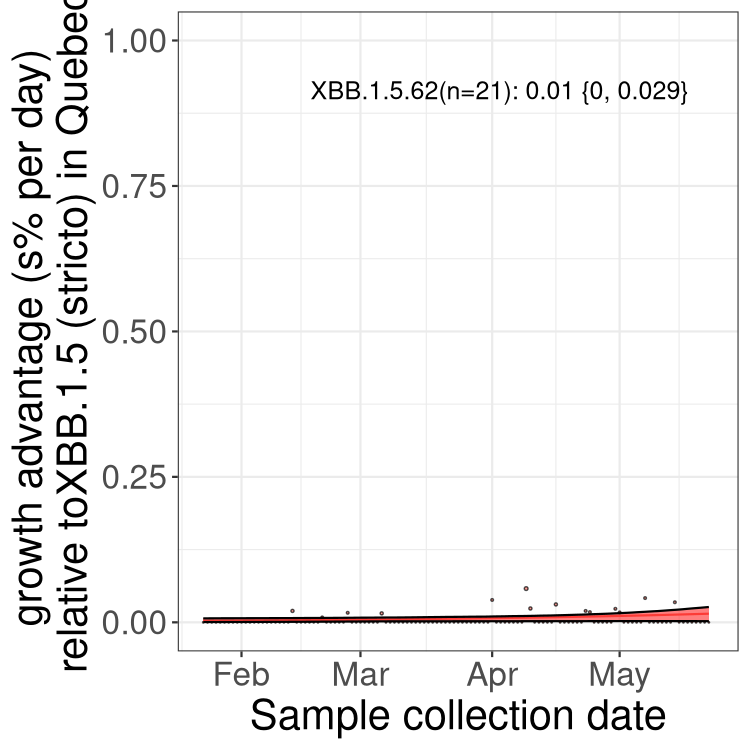 growth advantage (s% per day)
relative toXBB.1.5 (stricto) in Quebec
1.00
0.75
0.50
0.25
0.00
XBB.1.5.62(n=21): 0.01 {0, 0.029}
Feb Mar Apr May
Sample collection date